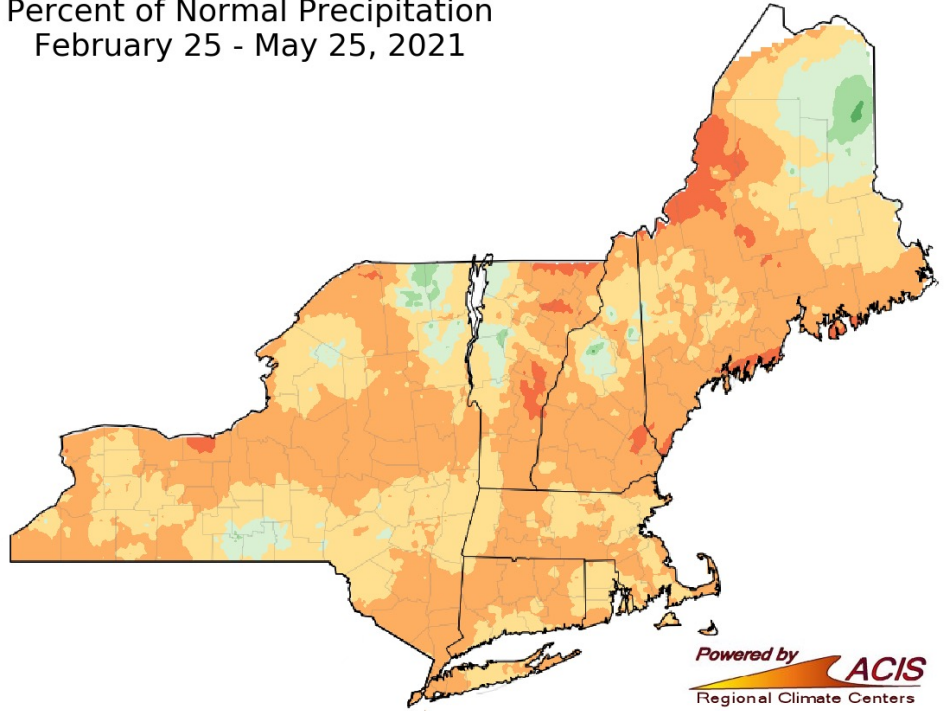 Percent of Normal Precipitation
February 25 - May 25, 2021
Powered by
ACIS
Regional Climate Centers